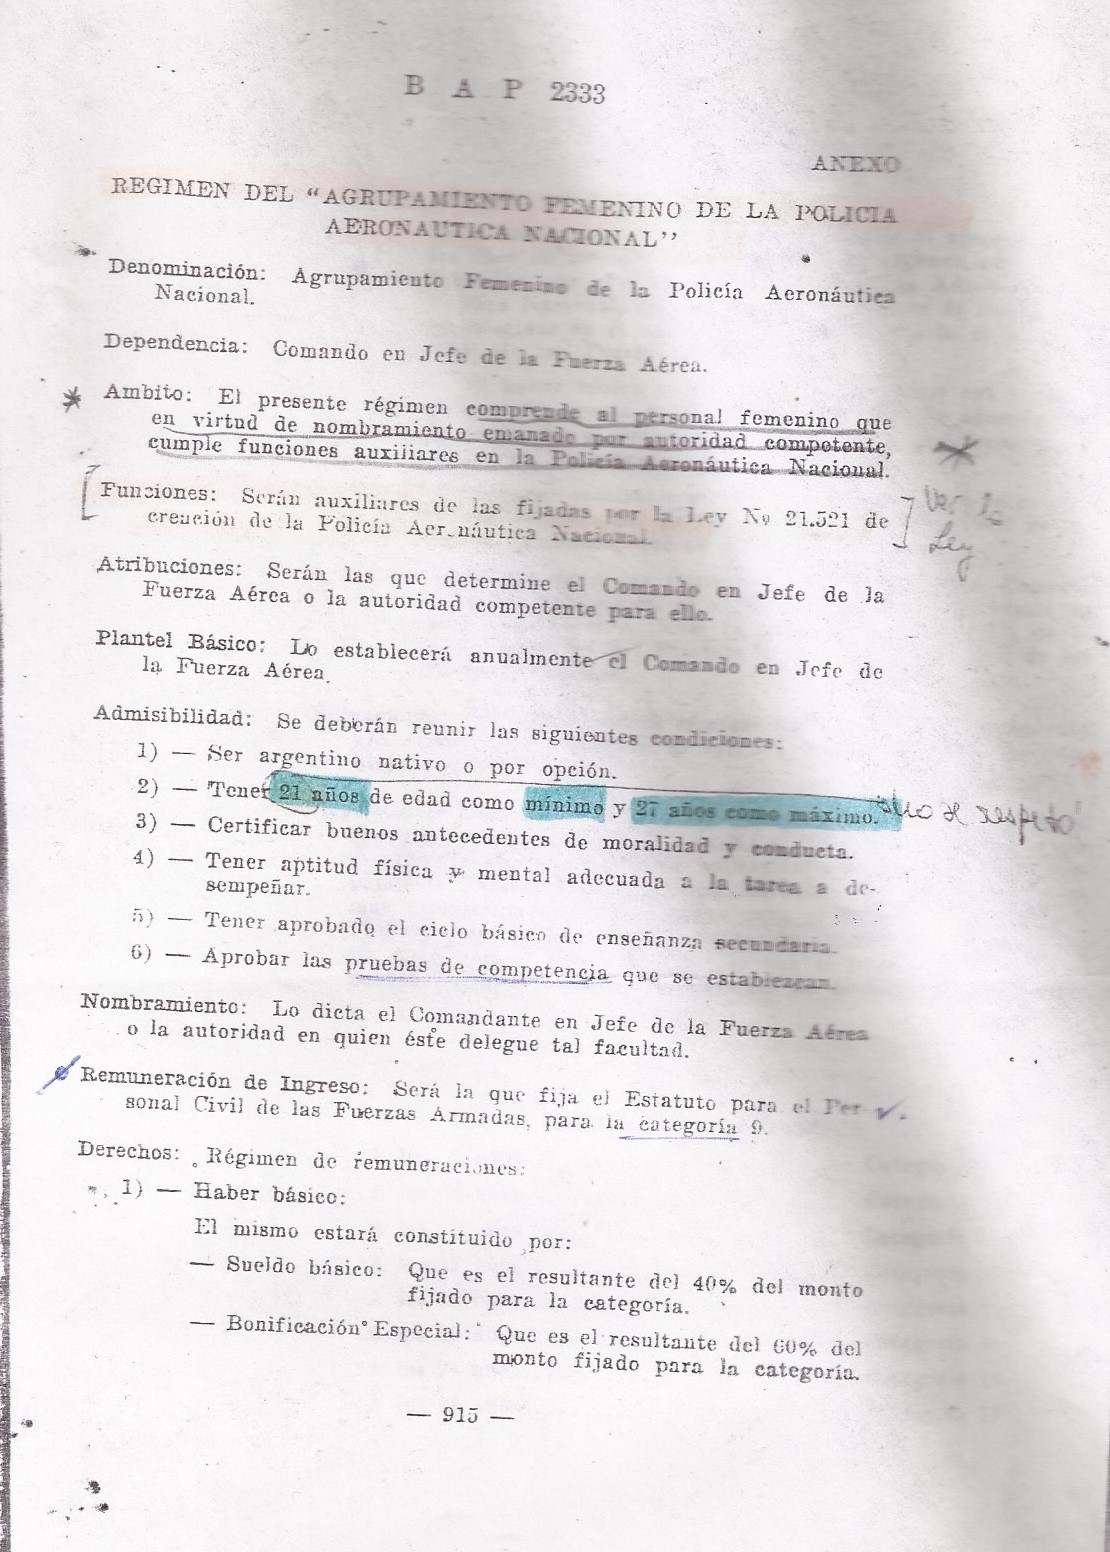 B A P 2333
ANEXO
REGIMEN DEL "AGRUPAMIENTO FEMENINO DE LA POLICIA
AERONAUTICA NACIONAL"
Denominación: Agrupamiento Femenino de la Policía Aeronáutica
Nacional.
Dependencia: Comando en Jefe de la Fuerza Aérea.
Ambito: El presente régimen comprende al personal femenino que
en virtud de nombramiento emanado por autoridad competente,
cumple funciones auxiliares en la Policía Aeronáutica Nacional.
Funciones: Serán auxiliares de las fijadas por la Ley Nº 21.521 de
creación de la Policía Aeronáutica Nacional.
Ver la
Ley
Atribuciones: Serán las que determine el Comando en Jefe de la
Fuerza Aérea o la autoridad competente para ello.
Plantel Básico: Lo establecerá anualmente el Comando en Jefe de
la Fuerza Aérea.
Admisibilidad: Se deberán reunir las siguientes condiciones:
1) — Ser argentino nativo o por opción.
2) — Tener 21 años de edad como mínimo y 27 años como máximo. no se respetó
3) — Certificar buenos antecedentes de moralidad y conducta.
4) — Tener aptitud física y mental adecuada a la tarea a de-
sempeñar.
5) — Tener aprobado el ciclo básico de enseñanza secundaria.
6) — Aprobar las pruebas de competencia que se establezcan.
Nombramiento: Lo dicta el Comandante en Jefe de la Fuerza Aérea
o la autoridad en quien éste delegue tal facultad.
Remuneración de Ingreso: Será la que fija el Estatuto para el Per-
sonal Civil de las Fuerzas Armadas, para la categoría 9.
Derechos: Régimen de remuneraciones:
1) — Haber básico:
El mismo estará constituido por:
— Sueldo básico: Que es el resultante del 40% del monto
fijado para la categoría.
— Bonificación Especial: Que es el resultante del 60% del
monto fijado para la categoría.
— 915 —